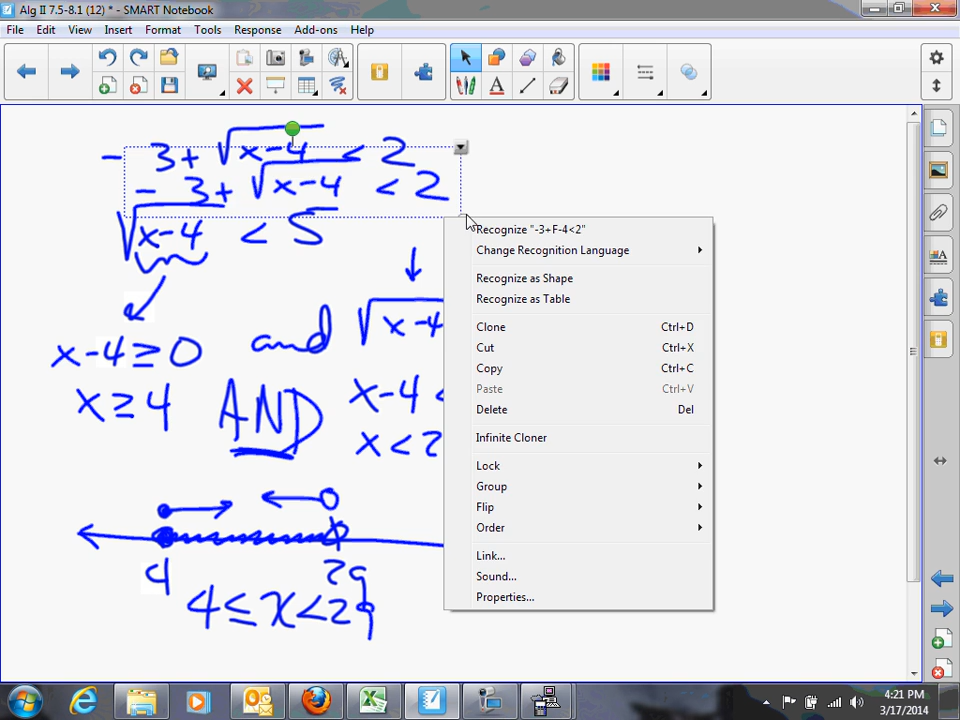 Alg II 7.5-8.1 (12) * - SMART Notebook
File Edit View Insert Format Tools Response Add-ons Help
- 3+√x-4 < 2
- 3+ √x-4 < 2
√x-4 < 5
Recognize "-3+F-4<2"
Change Recognition Language
Recognize as Shape
Recognize as Table
Clone Ctrl+D
Cut Ctrl+X
Copy Ctrl+C
Paste Ctrl+V
Delete Del
Infinite Cloner
Lock
Group
Flip
Order
Link...
Sound...
Properties...
x-4≥0 and √x-4
x≥4 AND x-4 <
x<2
4 29
4≤x<29
4:21 PM
3/17/2014